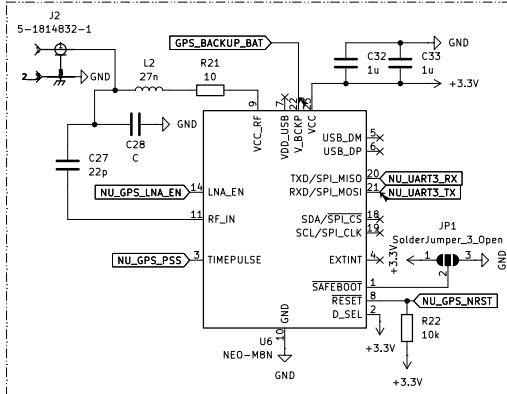 J2
5-1814832-1
2
GND
GPS_BACKUP_BAT
C32
1u
C33
1u
GND
+3.3V
L2
27n
R21
10
9
7
22
23
VCC_RF
VDD_USB
V_BCKP
VCC
C28
C
GND
C27
22p
USB_DM
5
USB_DP
6
TXD/SPI_MISO
20
NU_UART3_RX
RXD/SPI_MOSI
21
NU_UART3_TX
NU_GPS_LNA_EN
14
LNA_EN
11
RF_IN
SDA/SPI_CS
18
SCL/SPI_CLK
19
JP1
SolderJumper_3_Open
NU_GPS_PSS
3
TIMEPULSE
EXTINT
4
+3.3V
1
2
3
GND
SAFEBOOT
1
RESET
8
NU_GPS_NRST
D_SEL
2
GND
10
U6
NEO-M8N
GND
+3.3V
R22
10k
+3.3V